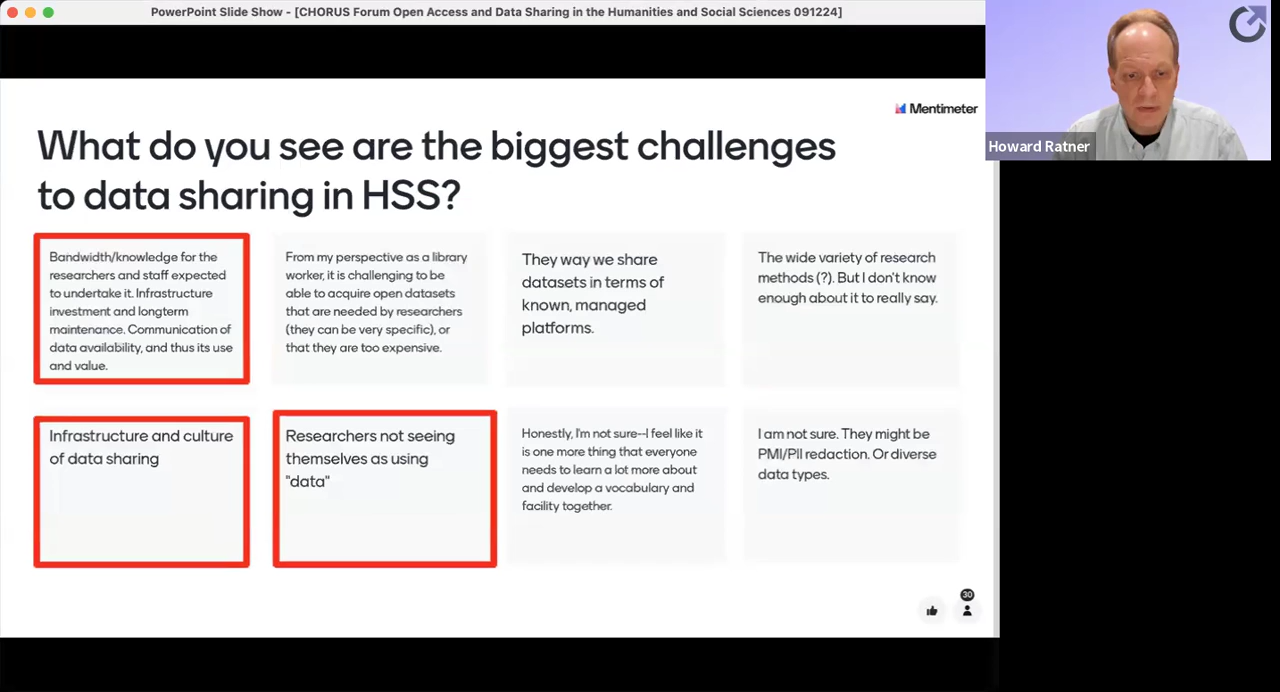 PowerPoint Slide Show - [CHORUS Forum Open Access and Data Sharing in the Humanities and Social Sciences 091224]
Howard Ratner
Mentimeter
What do you see are the biggest challenges
to data sharing in HSS?
Bandwidth/knowledge for the
researchers and staff expected
to undertake it. Infrastructure
investment and longterm
maintenance. Communication of
data availability, and thus its use
and value.
From my perspective as a library
worker, it is challenging to be
able to acquire open datasets
that are needed by researchers
(they can be very specific), or
that they are too expensive.
They way we share
datasets in terms of
known, managed
platforms.
The wide variety of research
methods (?). But I don't know
enough about it to really say.
Infrastructure and culture
of data sharing
Researchers not seeing
themselves as using
"data"
Honestly, I'm not sure--I feel like it
is one more thing that everyone
needs to learn a lot more about
and develop a vocabulary and
facility together.
I am not sure. They might be
PMI/PII redaction. Or diverse
data types.
30